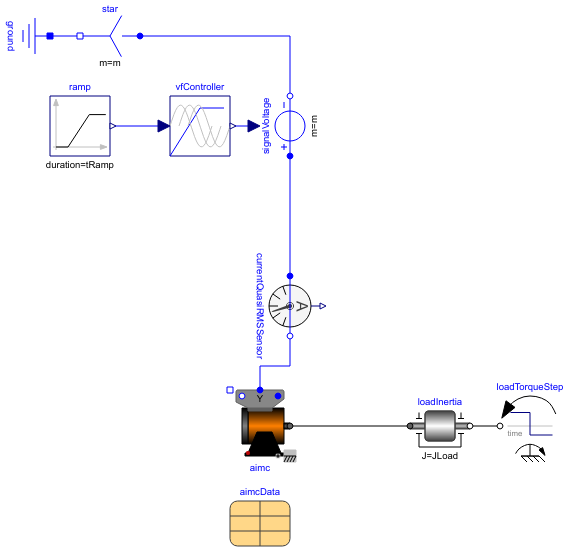 star
ground
m=m
ramp
vfController
signalVoltage
m=m
duration=tRamp
currentQuasiRMSSensor
A
Y
loadTorqueStep
loadInertia
time
J=JLoad
aimc
aimcData